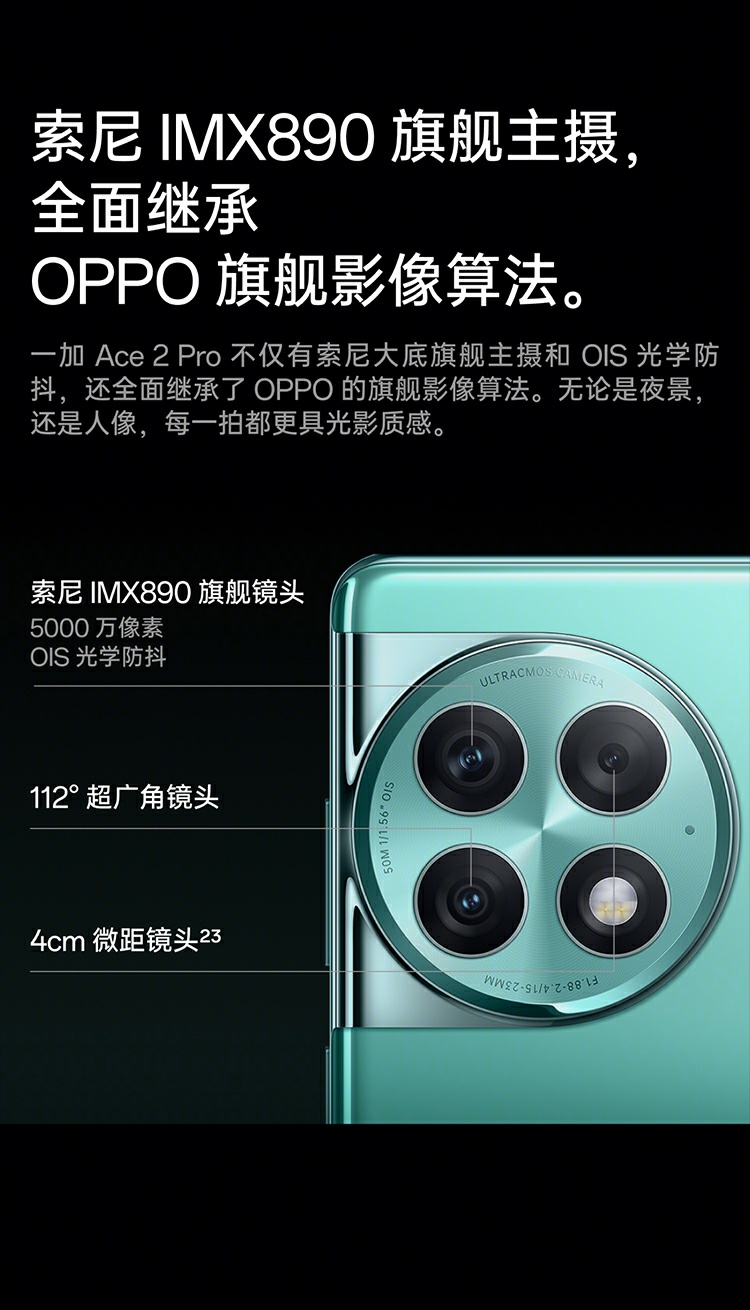 索尼 IMX890 旗舰主摄，
全面继承
OPPO 旗舰影像算法。
一加 Ace 2 Pro 不仅有索尼大底旗舰主摄和 OIS 光学防
抖，还全面继承了 OPPO 的旗舰影像算法。无论是夜景，
还是人像，每一拍都更具光影质感。
索尼 IMX890 旗舰镜头
5000 万像素
OIS 光学防抖
ULTRACMOS CAMERA
112° 超广角镜头
50M 1/1.56" OIS
4cm 微距镜头²³
F1.88-2.4/15-23MM